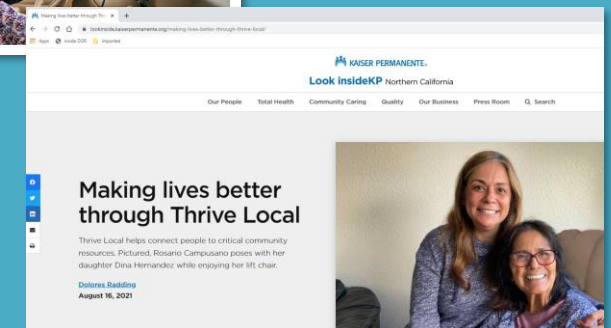 Making lives better through Thr
lookinside.kaiserpermanente.org/making-lives-better-through-thrive-local/
Apps Inside DOR Imported
KAISER PERMANENTE.
Look insideKP Northern California
Our People Total Health Community Caring Quality Our Business Press Room Search
Making lives better
through Thrive Local
Thrive Local helps connect people to critical community
resources. Pictured, Rosario Campusano poses with her
daughter Dina Hernandez while enjoying her lift chair.
Dolores Radding
August 16, 2021